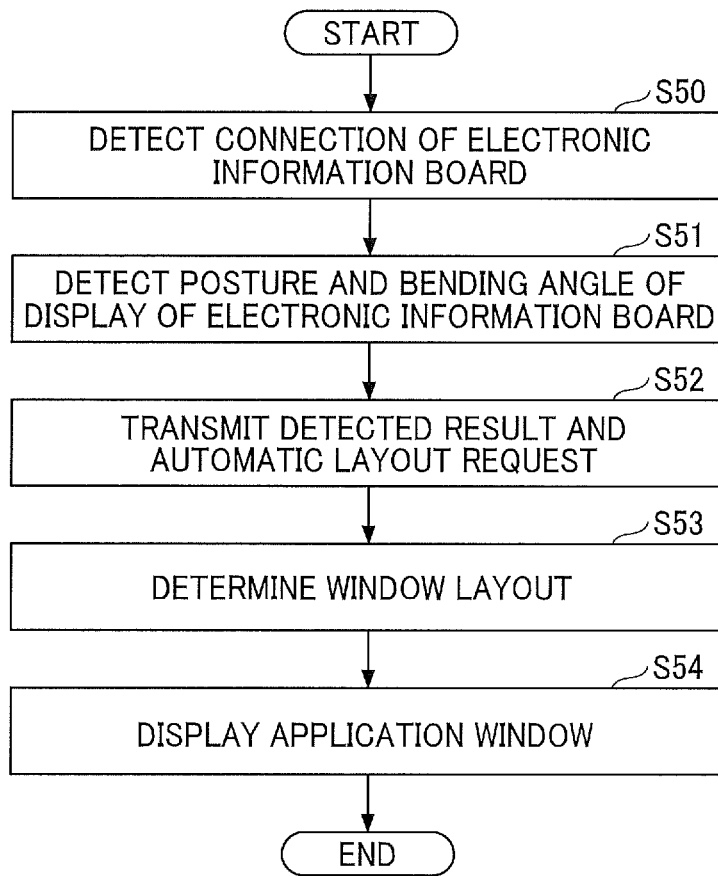 START
S50
DETECT CONNECTION OF ELECTRONIC
INFORMATION BOARD
S51
DETECT POSTURE AND BENDING ANGLE OF
DISPLAY OF ELECTRONIC INFORMATION BOARD
S52
TRANSMIT DETECTED RESULT AND
AUTOMATIC LAYOUT REQUEST
S53
DETERMINE WINDOW LAYOUT
S54
DISPLAY APPLICATION WINDOW
END